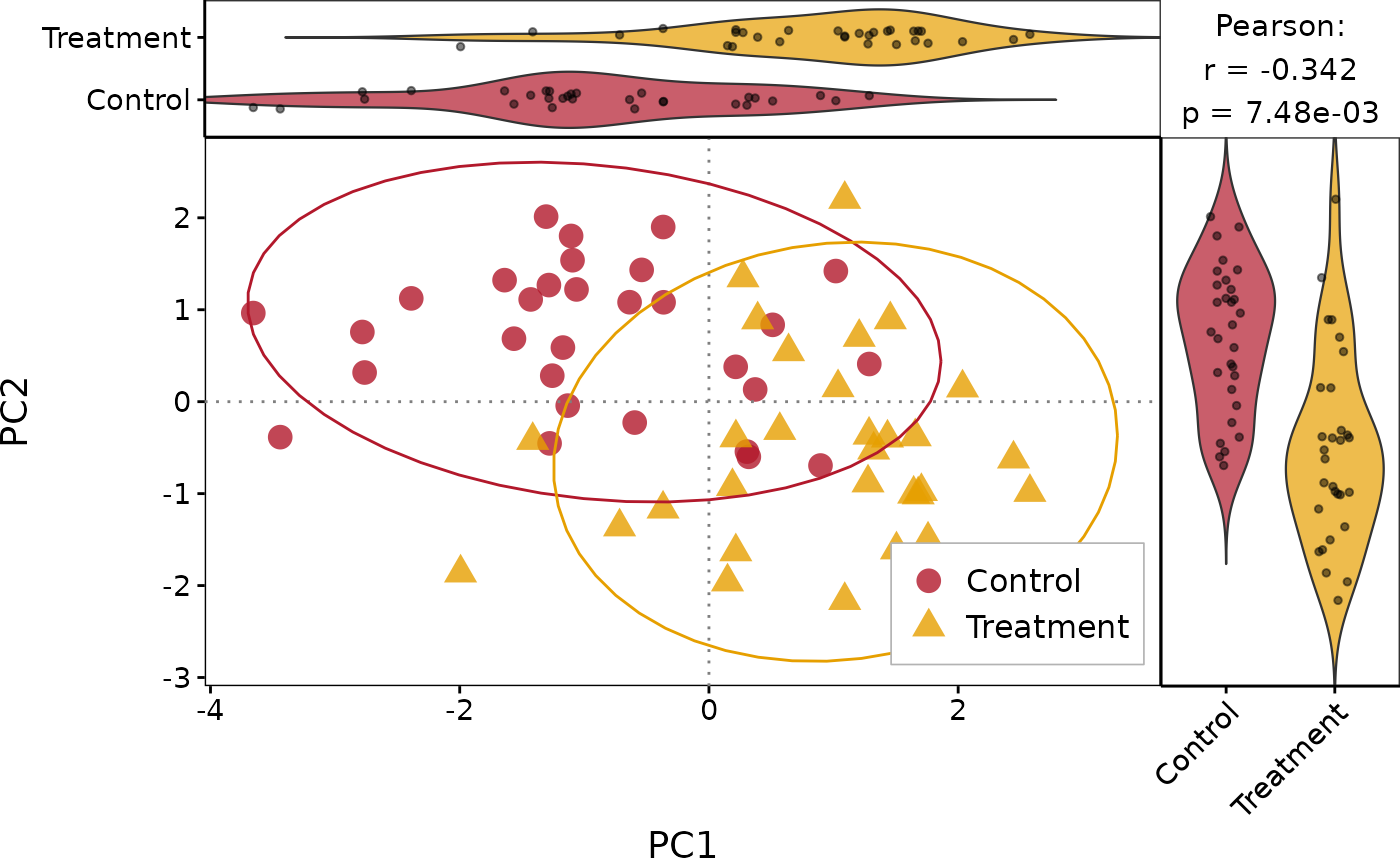 Treatment
Control
Pearson:
r = -0.342
p = 7.48e-03
PC2
2
1
0
-1
-2
-3
-4
-2
0
2
PC1
Control
Treatment
Control
Treatment